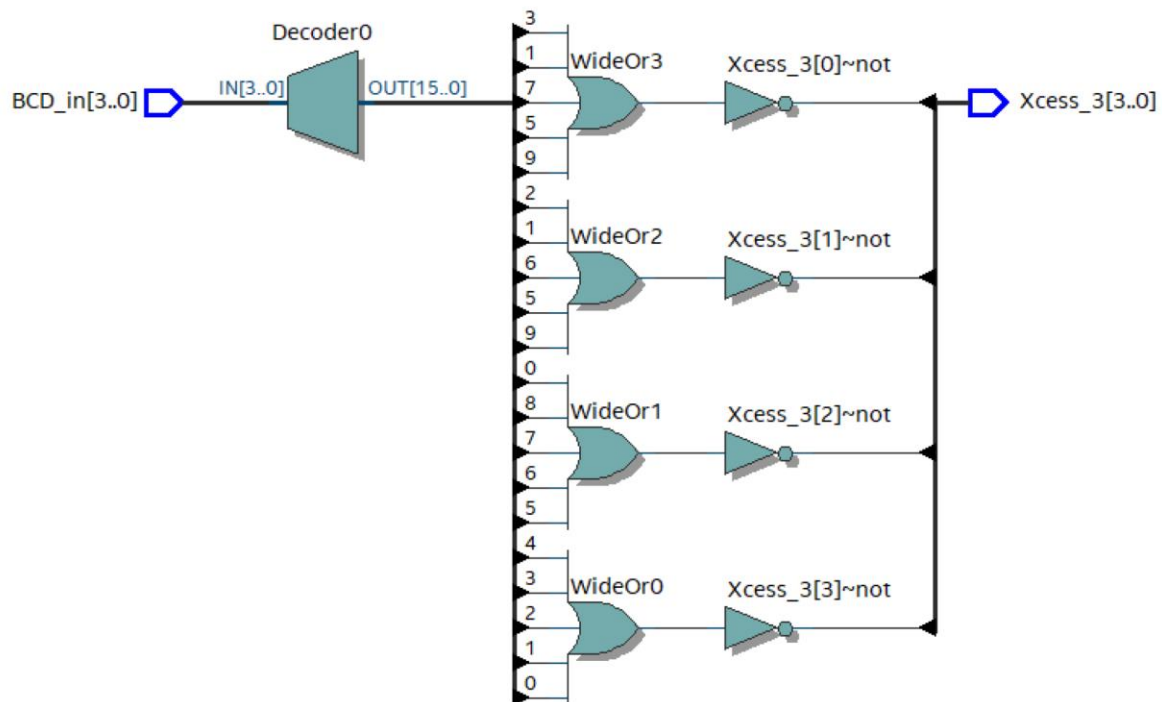 Decoder0
BCD_in[3..0]
IN[3..0]
OUT[15..0]
3
1
7
5
9
WideOr3
Xcess_3[0]~not
Xcess_3[3..0]
2
1
6
5
9
WideOr2
Xcess_3[1]~not
0
8
7
6
5
WideOr1
Xcess_3[2]~not
4
3
2
1
0
WideOr0
Xcess_3[3]~not